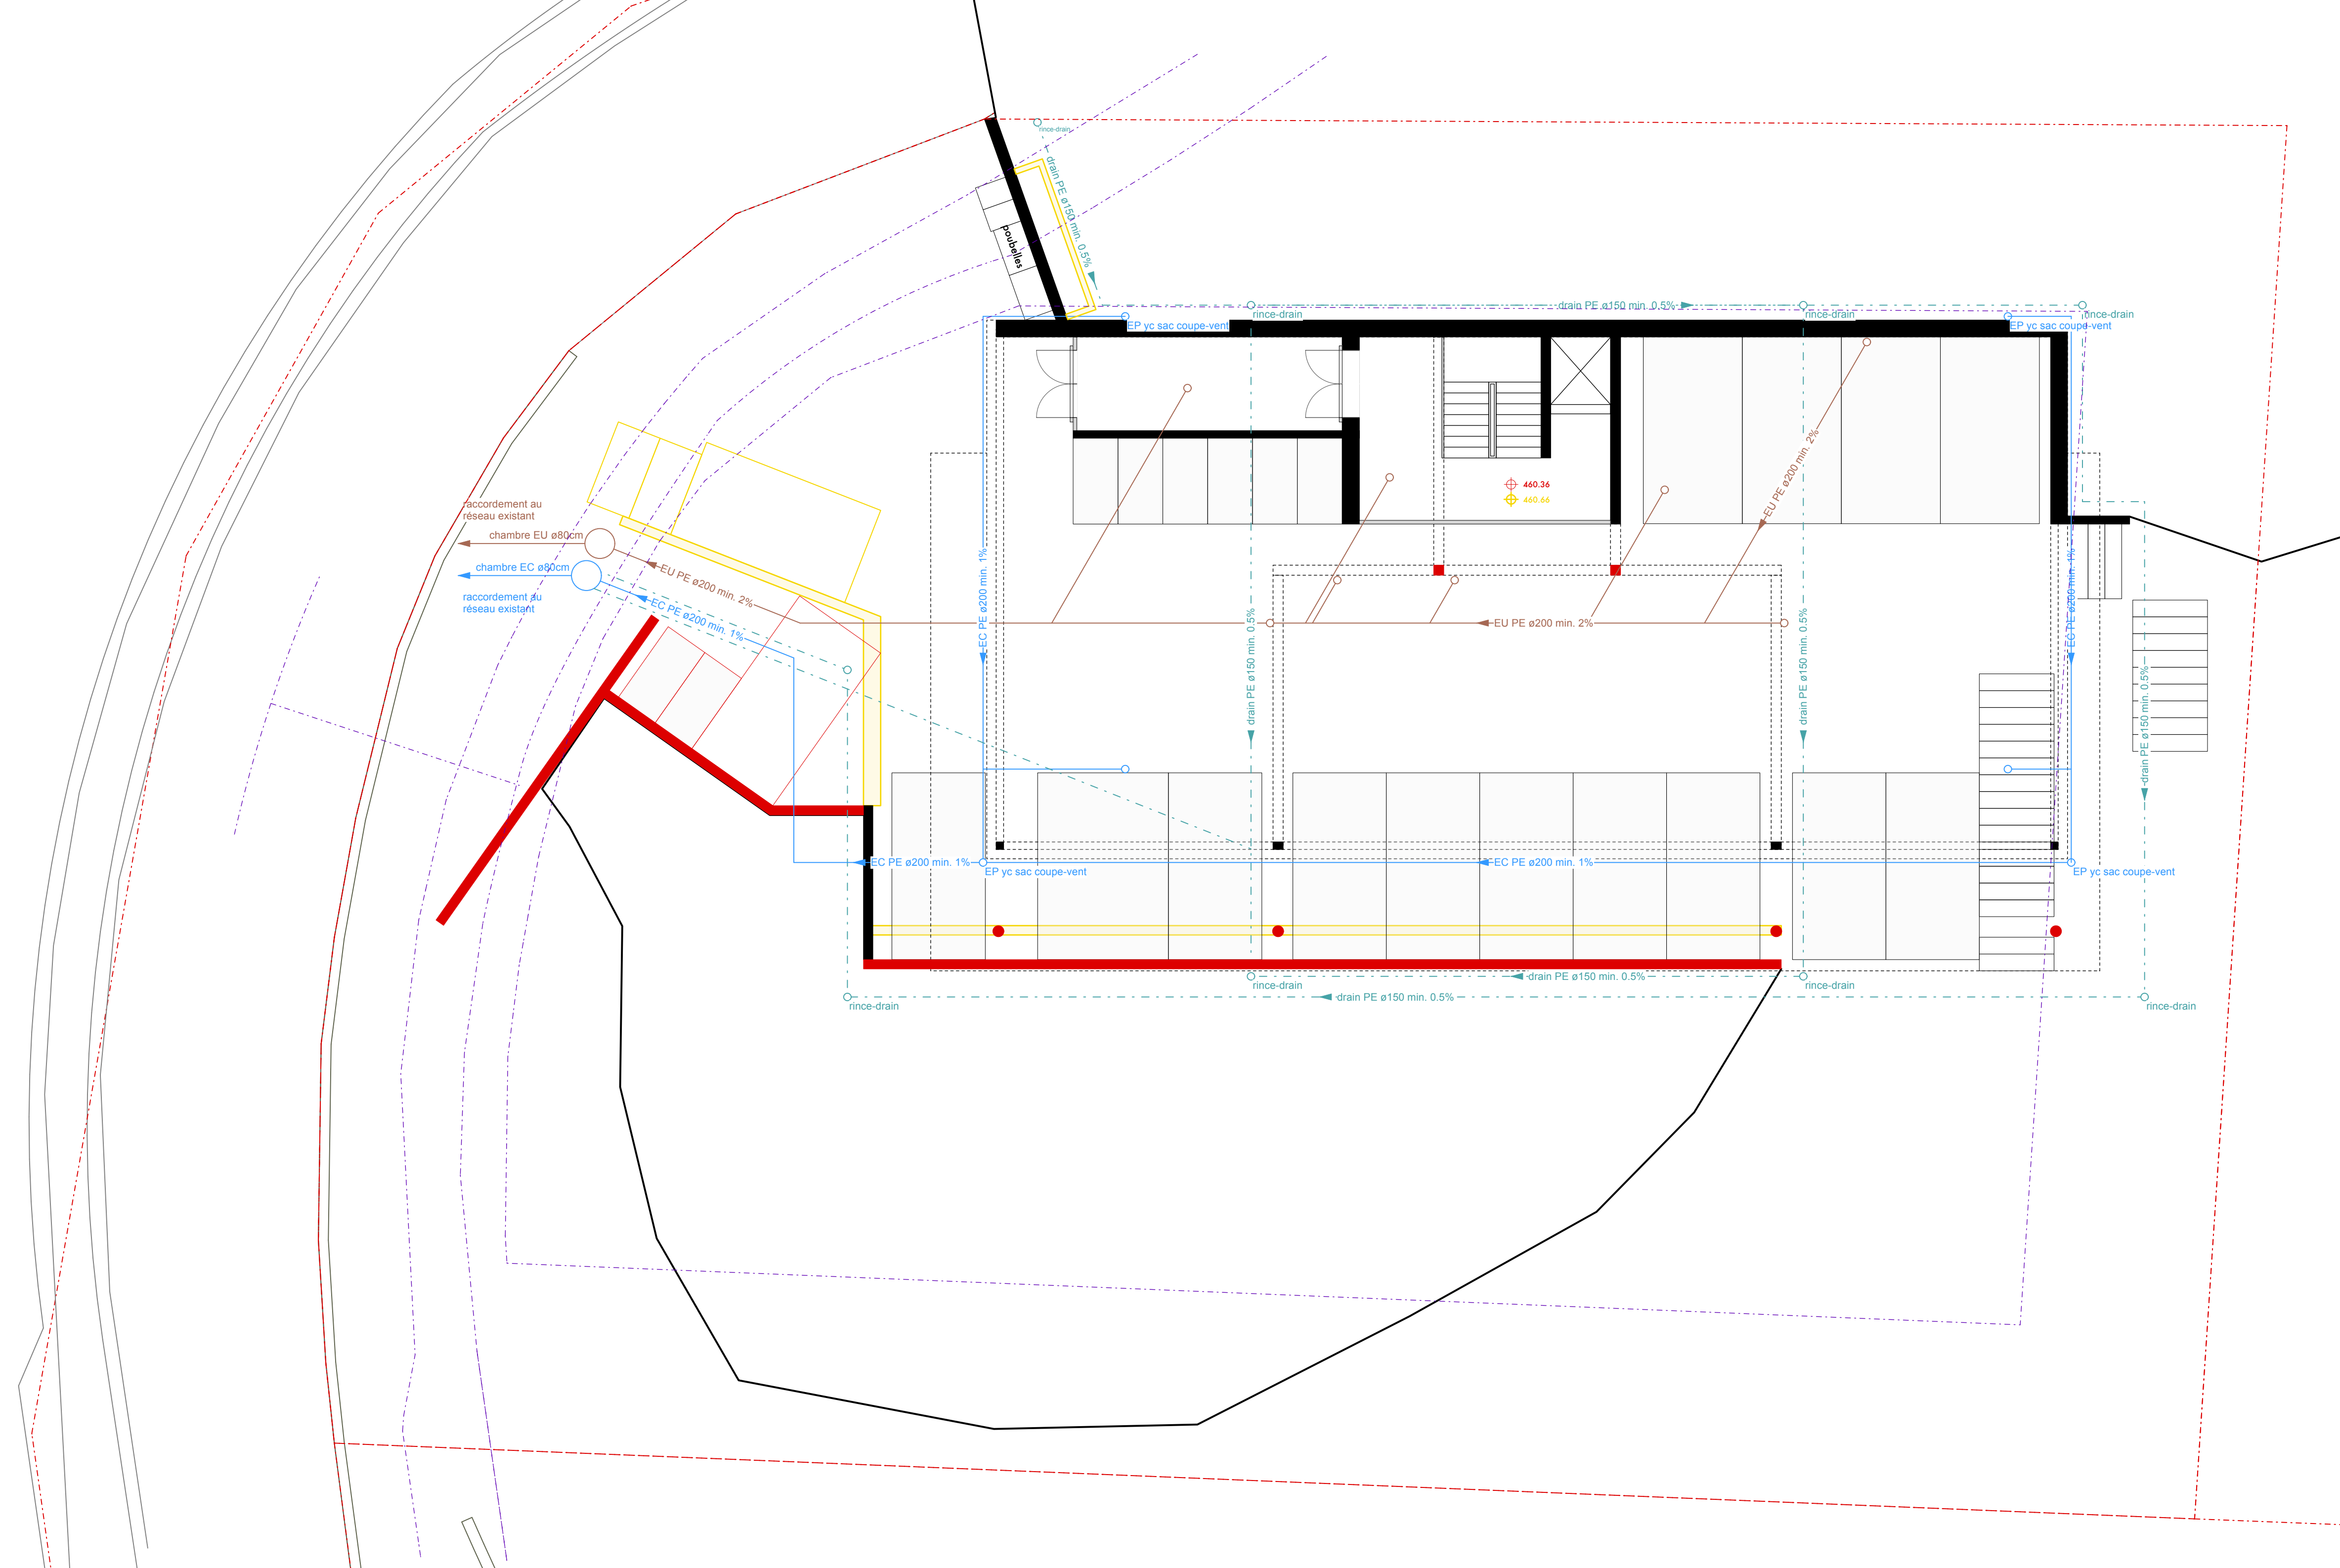 rince-drain
drain PE ø150 min. 0.5%
poubelles
drain PE ø150 min. 0.5%
rince-drain
rince-drain
rince-drain
EP yc sac coupe-vent
EP yc sac coupe-vent
460.36
460.66
EU PE ø200 min. 2%
raccordement au
réseau existant
chambre EU ø80cm
chambre EC ø80cm
raccordement au
réseau existant
EU PE ø200 min. 2%
EC PE ø200 min. 1%
EC PE ø200 min. 1%
EC PE ø200 min. 1%
EU PE ø200 min. 2%
drain PE ø150 min. 0.5%
drain PE ø150 min. 0.5%
drain PE ø150 min. 0.5%
EC PE ø200 min. 1%
EC PE ø200 min. 1%
EP yc sac coupe-vent
EP yc sac coupe-vent
drain PE ø150 min. 0.5%
rince-drain
rince-drain
drain PE ø150 min. 0.5%
rince-drain
rince-drain